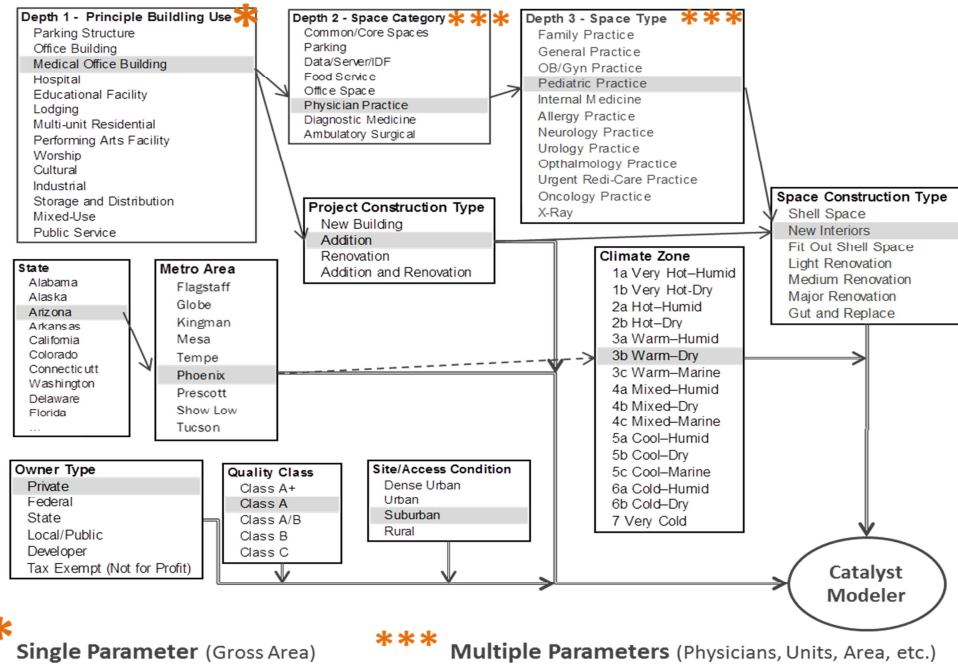 Depth 1 - Principle Buildling Use *
Parking Structure
Office Building
Medical Office Building
Hospital
Educational Facility
Lodging
Multi-unit Residential
Performing Arts Facility
Worship
Cultural
Industrial
Storage and Distribution
Mixed-Use
Public Service
Depth 2 - Space Category ***
Common/Core Spaces
Parking
Data/Server/IDF
Food Service
Office Space
Physician Practice
Diagnostic Medicine
Ambulatory Surgical
Depth 3 - Space Type ***
Family Practice
General Practice
OB/Gyn Practice
Pediatric Practice
Internal Medicine
Allergy Practice
Neurology Practice
Urology Practice
Opthalmology Practice
Urgent Redi-Care Practice
Oncology Practice
X-Ray
Project Construction Type
New Building
Addition
Renovation
Addition and Renovation
Space Construction Type
Shell Space
New Interiors
Fit Out Shell Space
Light Renovation
Medium Renovation
Major Renovation
Gut and Replace
State
Alabama
Alaska
Arizona
Arkansas
California
Colorado
Connecticutt
Washington
Delaware
Florida
...
Metro Area
Flagstaff
Globe
Kingman
Mesa
Tempe
Phoenix
Prescott
Show Low
Tucson
Climate Zone
1a Very Hot–Humid
1b Very Hot-Dry
2a Hot–Humid
2b Hot–Dry
3a Warm–Humid
3b Warm–Dry
3c Warm–Marine
4a Mixed–Humid
4b Mixed–Dry
4c Mixed–Marine
5a Cool–Humid
5b Cool–Dry
5c Cool–Marine
6a Cold–Humid
6b Cold–Dry
7 Very Cold
Owner Type
Private
Federal
State
Local/Public
Developer
Tax Exempt (Not for Profit)
Quality Class
Class A+
Class A
Class A/B
Class B
Class C
Site/Access Condition
Dense Urban
Urban
Suburban
Rural
Catalyst
Modeler
* Single Parameter (Gross Area)
*** Multiple Parameters (Physicians, Units, Area, etc.)